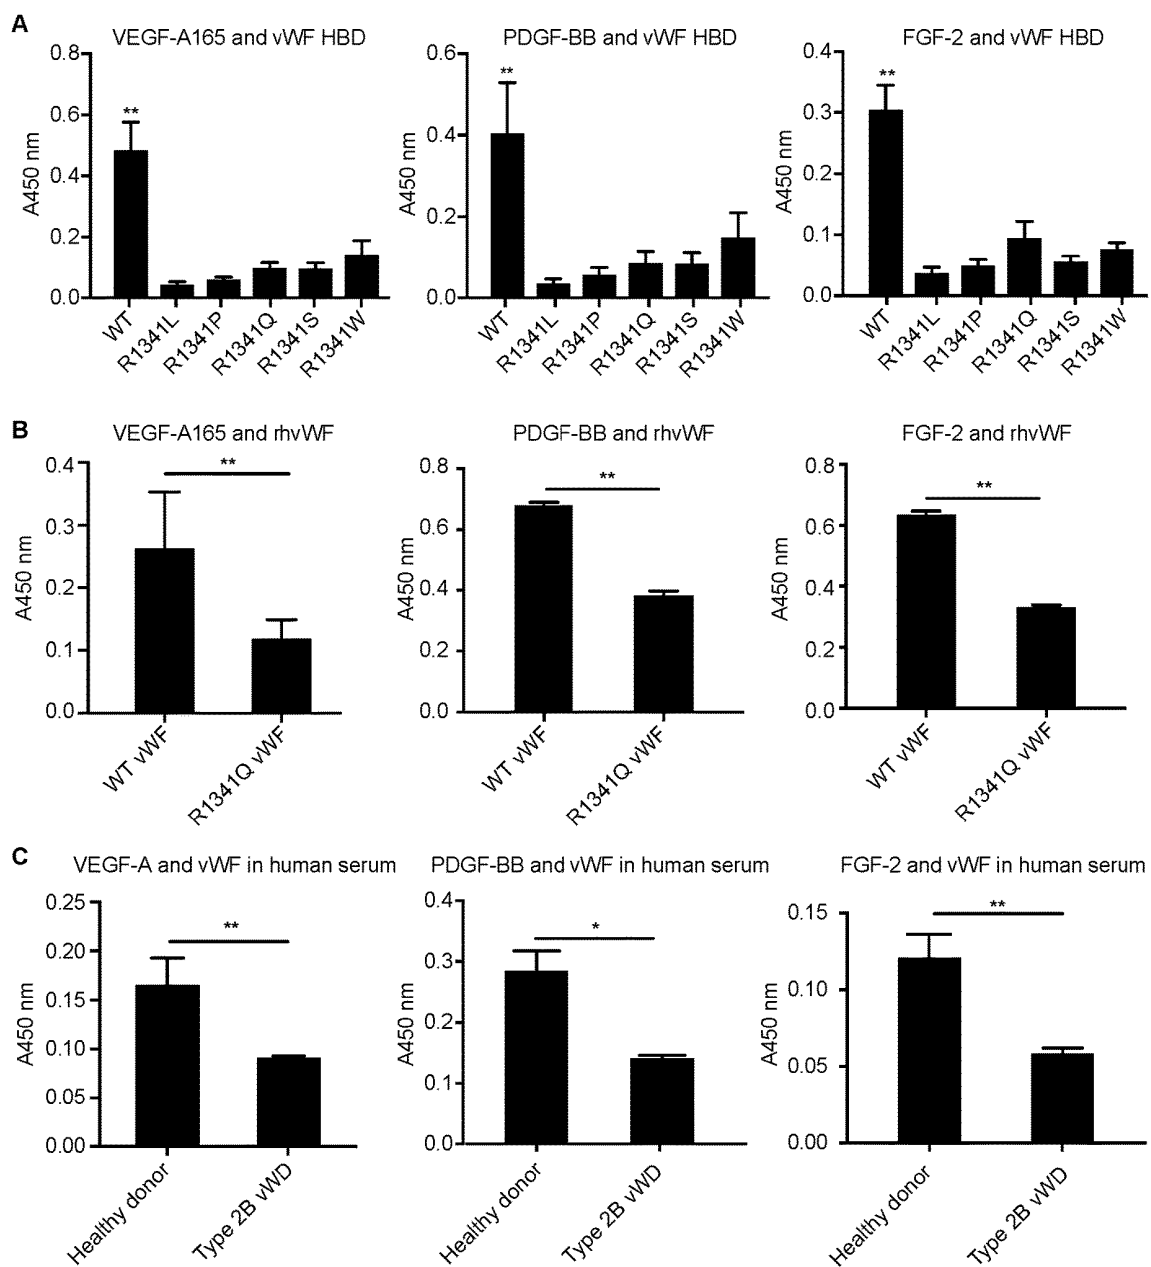 A
VEGF-A165 and vWF HBD
A450 nm
0.8
0.6
0.4
0.2
0.0
**
WT
R1341L
R1341P
R1341Q
R1341S
R1341W
PDGF-BB and vWF HBD
A450 nm
0.6
0.4
0.2
0.0
**
WT
R1341L
R1341P
R1341Q
R1341S
R1341W
FGF-2 and vWF HBD
A450 nm
0.4
0.3
0.2
0.1
0.0
**
WT
R1341L
R1341P
R1341Q
R1341S
R1341W
B
VEGF-A165 and rhvWF
A450 nm
0.4
0.3
0.2
0.1
0.0
**
WT vWF
R1341Q vWF
PDGF-BB and rhvWF
A450 nm
0.8
0.6
0.4
0.2
0.0
**
WT vWF
R1341Q vWF
FGF-2 and rhvWF
A450 nm
0.8
0.6
0.4
0.2
0.0
**
WT vWF
R1341Q vWF
C
VEGF-A and vWF in human serum
A450 nm
0.25
0.20
0.15
0.10
0.05
0.00
**
Healthy donor
Type 2B vWD
PDGF-BB and vWF in human serum
A450 nm
0.4
0.3
0.2
0.1
0.0
*
Healthy donor
Type 2B vWD
FGF-2 and vWF in human serum
A450 nm
0.15
0.10
0.05
0.00
**
Healthy donor
Type 2B vWD